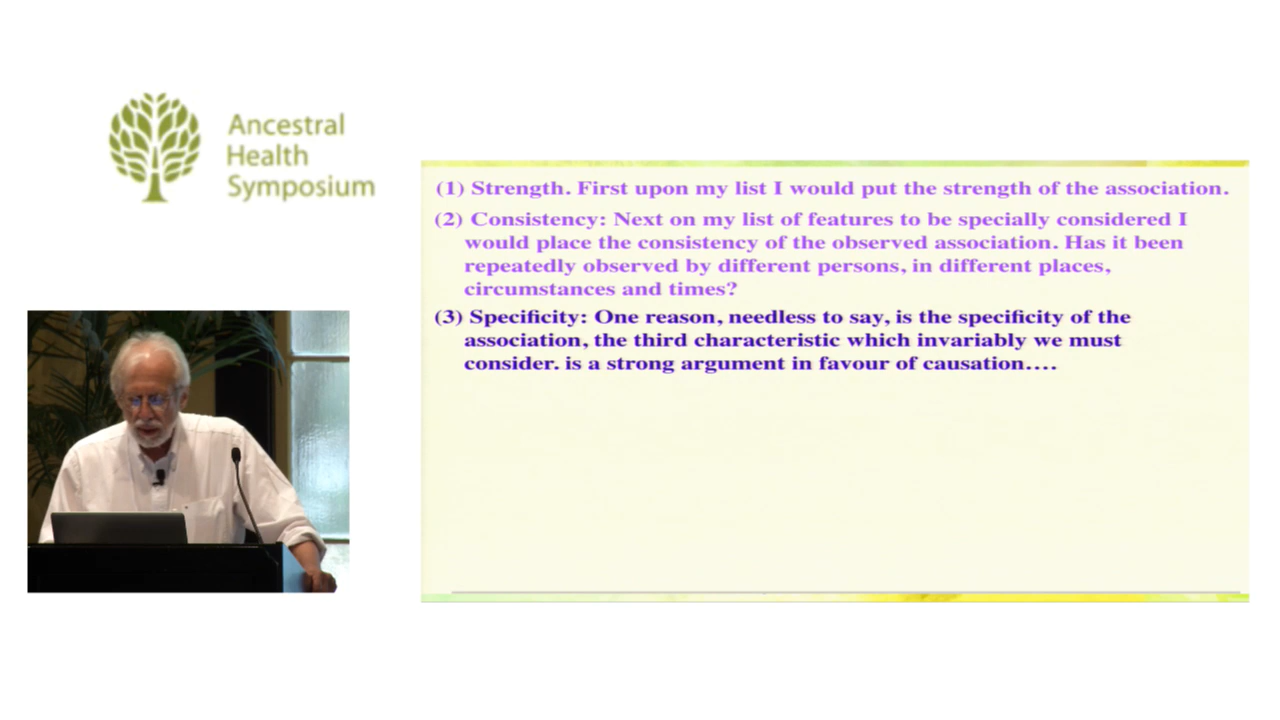 Ancestral
Health
Symposium
(1) Strength. First upon my list I would put the strength of the association.
(2) Consistency: Next on my list of features to be specially considered I
would place the consistency of the observed association. Has it been
repeatedly observed by different persons, in different places,
circumstances and times?
(3) Specificity: One reason, needless to say, is the specificity of the
association, the third characteristic which invariably we must
consider. is a strong argument in favour of causation....